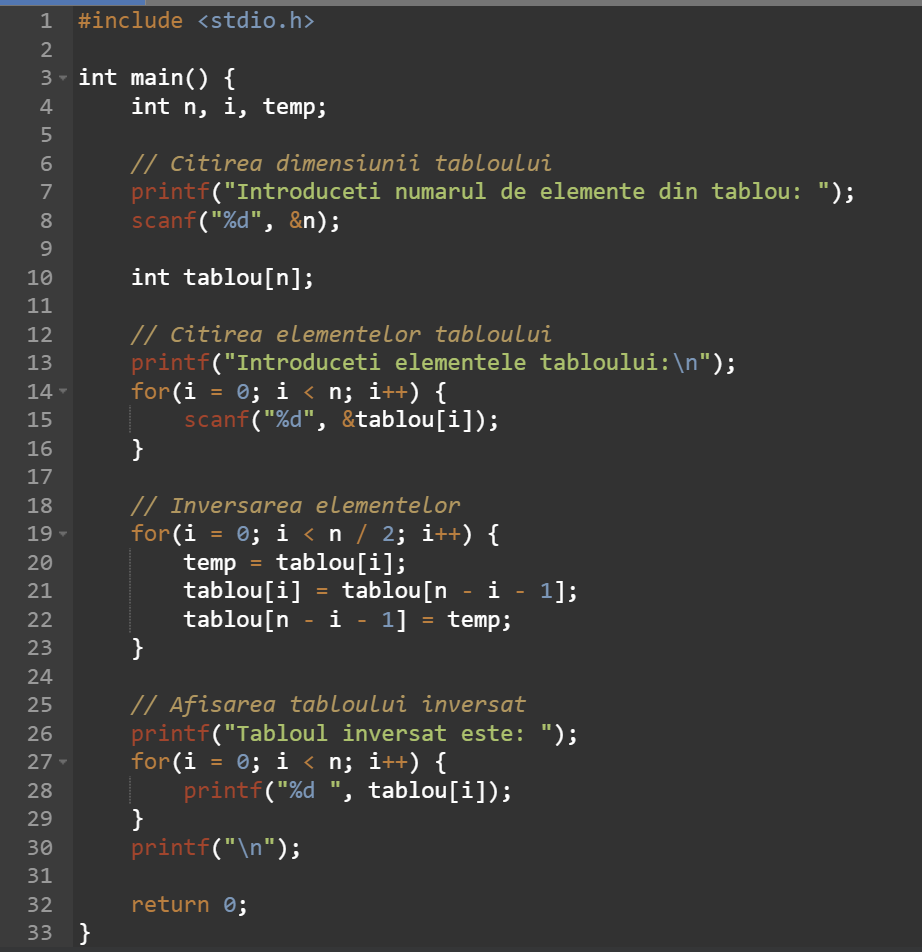 1 #include <stdio.h>
2
3 int main() {
4     int n, i, temp;
5
6     // Citirea dimensiunii tabloului
7     printf("Introduceti numarul de elemente din tablou: ");
8     scanf("%d", &n);
9
10     int tablou[n];
11
12     // Citirea elementelor tabloului
13     printf("Introduceti elementele tabloului:\n");
14     for(i = 0; i < n; i++) {
15         scanf("%d", &tablou[i]);
16     }
17
18     // Inversarea elementelor
19     for(i = 0; i < n / 2; i++) {
20         temp = tablou[i];
21         tablou[i] = tablou[n - i - 1];
22         tablou[n - i - 1] = temp;
23     }
24
25     // Afisarea tabloului inversat
26     printf("Tabloul inversat este: ");
27     for(i = 0; i < n; i++) {
28         printf("%d ", tablou[i]);
29     }
30     printf("\n");
31
32     return 0;
33 }